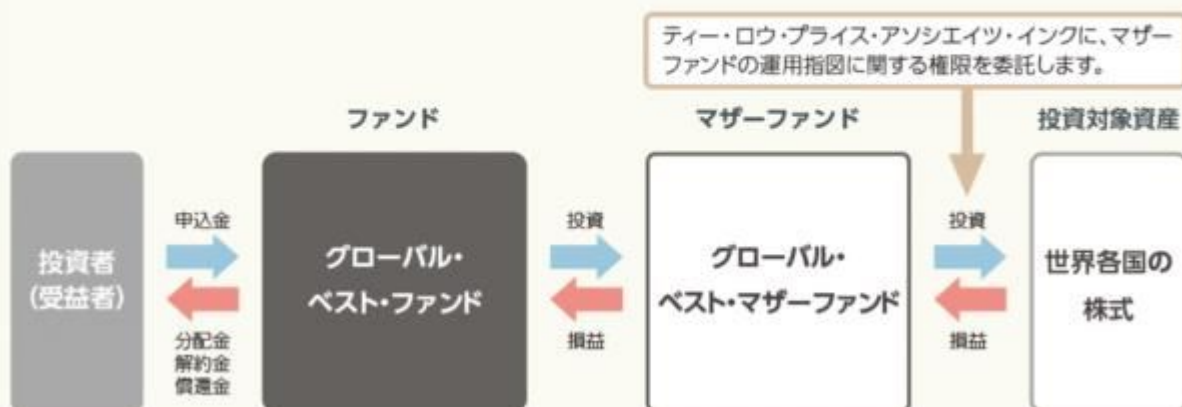 ティー・ロウ・プライス・アソシエイツ・インクに、マザー
ファンドの運用指図に関する権限を委託します。
ファンド
マザーファンド
投資対象資産
投資者
(受益者)
申込金
分配金
解約金
償還金
グローバル・
ベスト・ファンド
投資
損益
グローバル・
ベスト・マザーファンド
投資
損益
世界各国の
株式